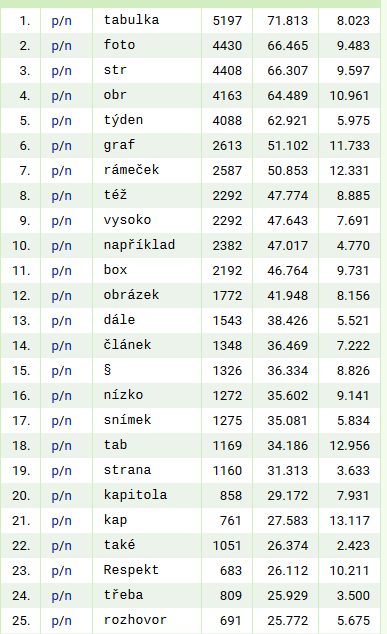 1. p/n tabulka 5197 71.813 8.023
2. p/n foto 4430 66.465 9.483
3. p/n str 4408 66.307 9.597
4. p/n obr 4163 64.489 10.961
5. p/n týden 4088 62.921 5.975
6. p/n graf 2613 51.102 11.733
7. p/n rámeček 2587 50.853 12.331
8. p/n též 2292 47.774 8.885
9. p/n vysoko 2292 47.643 7.691
10. p/n například 2382 47.017 4.770
11. p/n box 2192 46.764 9.731
12. p/n obrázek 1772 41.948 8.156
13. p/n dále 1543 38.426 5.521
14. p/n článek 1348 36.469 7.222
15. p/n § 1326 36.334 8.826
16. p/n nízko 1272 35.602 9.141
17. p/n snímek 1275 35.081 5.834
18. p/n tab 1169 34.186 12.956
19. p/n strana 1160 31.313 3.633
20. p/n kapitola 858 29.172 7.931
21. p/n kap 761 27.583 13.117
22. p/n také 1051 26.374 2.423
23. p/n Respekt 683 26.112 10.211
24. p/n třeba 809 25.929 3.500
25. p/n rozhovor 691 25.772 5.675